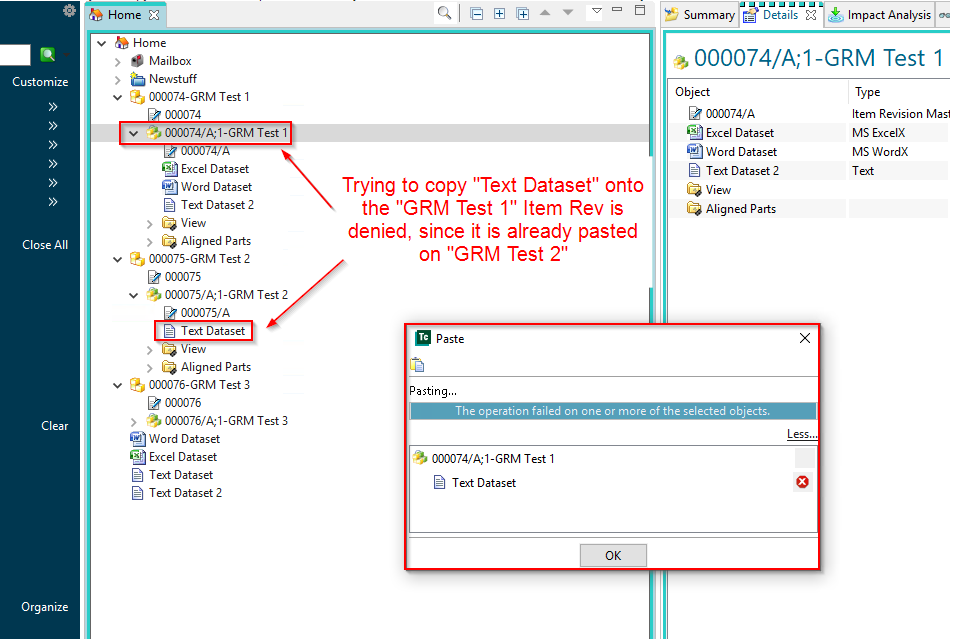 Home
Summary
Details
Impact Analysis
Customize
Close All
Clear
Organize
Home
Mailbox
Newstuff
000074-GRM Test 1
000074
000074/A;1-GRM Test 1
000074/A
Excel Dataset
Word Dataset
Text Dataset 2
View
Aligned Parts
000075-GRM Test 2
000075
000075/A;1-GRM Test 2
000075/A
Text Dataset
View
Aligned Parts
000076-GRM Test 3
000076
000076/A;1-GRM Test 3
Word Dataset
Excel Dataset
Text Dataset
Text Dataset 2
Trying to copy "Text Dataset" onto
the "GRM Test 1" Item Rev is
denied, since it is already pasted
on "GRM Test 2"
000074/A;1-GRM Test 1
Object Type
000074/A Item Revision Mast
Excel Dataset MS ExcelX
Word Dataset MS WordX
Text Dataset 2 Text
View
Aligned Parts
Tc Paste
Pasting...
The operation failed on one or more of the selected objects.
Less...
000074/A;1-GRM Test 1
Text Dataset
OK